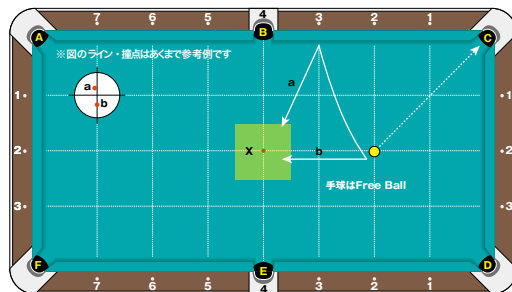 7 6 5 4 3 2 1
A B C
※図のライン・撞点はあくまで参考例です
a
b
a
1 1
X b
2 2
手球はFree Ball
3 3
F E D
7 6 5 4 3 2 1